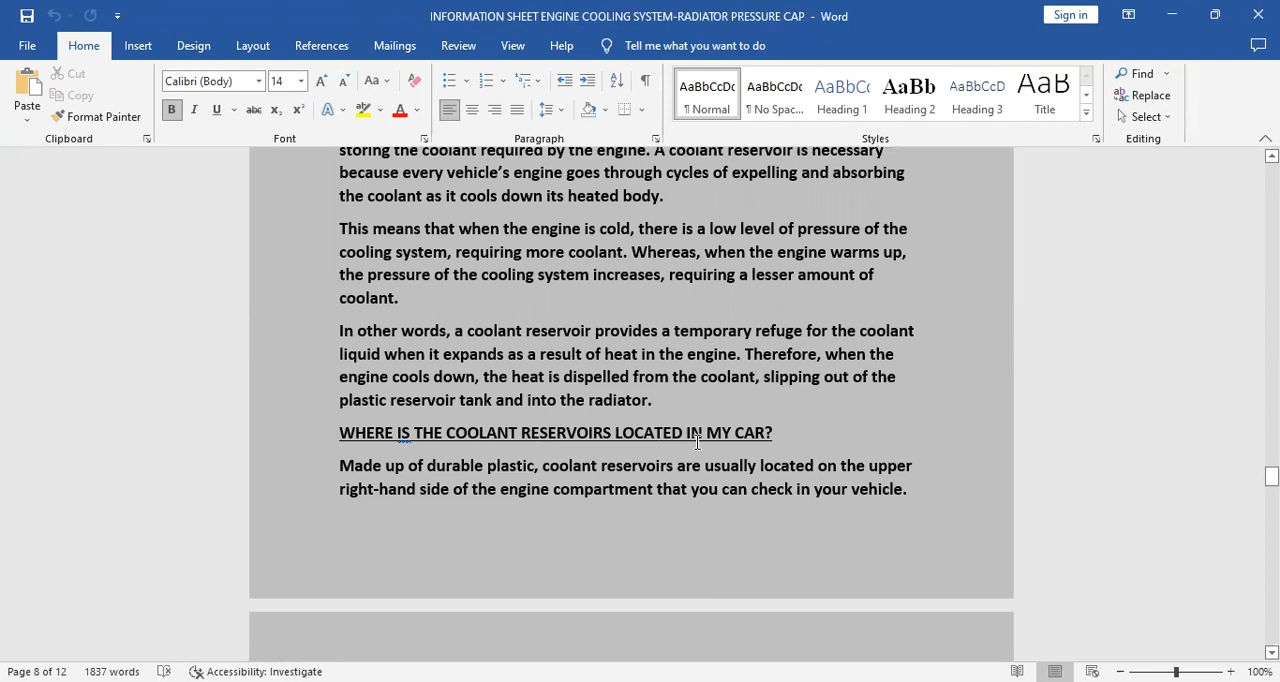 INFORMATION SHEET ENGINE COOLING SYSTEM-RADIATOR PRESSURE CAP - Word
Sign in
File Home Insert Design Layout References Mailings Review View Help Tell me what you want to do
Paste
Cut
Copy
Format Painter
Clipboard
Calibri (Body) 14
Aa
B I U abc x₂ x² A A
Font
Paragraph
AaBbCcDc AaBbCcDc AaBbCc AaBb AaBbCcD AaB
¶ Normal ¶ No Spac... Heading 1 Heading 2 Heading 3 Title
Styles
Find
Replace
Select
Editing
storing the coolant required by the engine. A coolant reservoir is necessary
because every vehicle’s engine goes through cycles of expelling and absorbing
the coolant as it cools down its heated body.
This means that when the engine is cold, there is a low level of pressure of the
cooling system, requiring more coolant. Whereas, when the engine warms up,
the pressure of the cooling system increases, requiring a lesser amount of
coolant.
In other words, a coolant reservoir provides a temporary refuge for the coolant
liquid when it expands as a result of heat in the engine. Therefore, when the
engine cools down, the heat is dispelled from the coolant, slipping out of the
plastic reservoir tank and into the radiator.
WHERE IS THE COOLANT RESERVOIRS LOCATED IN MY CAR?
Made up of durable plastic, coolant reservoirs are usually located on the upper
right-hand side of the engine compartment that you can check in your vehicle.
Page 8 of 12 1837 words Accessibility: Investigate 100%